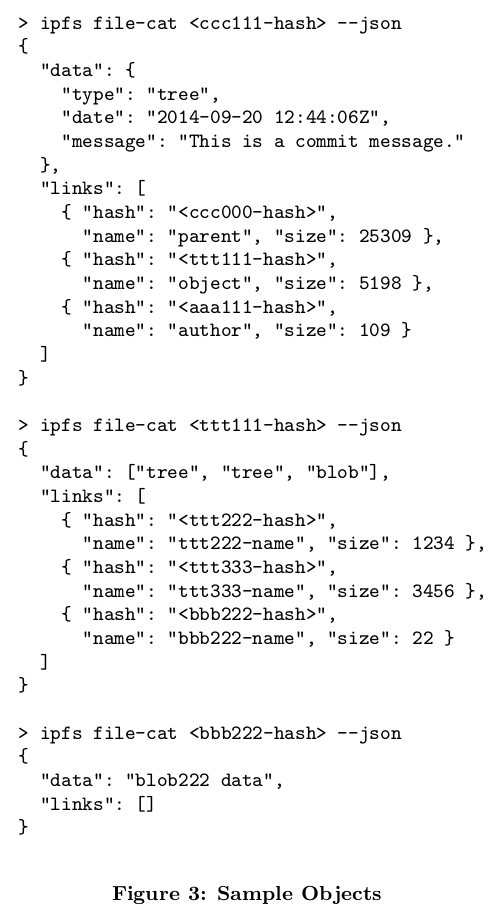 > ipfs file-cat <ccc111-hash> --json
{
  "data": {
    "type": "tree",
    "date": "2014-09-20 12:44:06Z",
    "message": "This is a commit message."
  },
  "links": [
    { "hash": "<ccc000-hash>",
      "name": "parent", "size": 25309 },
    { "hash": "<ttt111-hash>",
      "name": "object", "size": 5198 },
    { "hash": "<aaa111-hash>",
      "name": "author", "size": 109 }
  ]
}

> ipfs file-cat <ttt111-hash> --json
{
  "data": ["tree", "tree", "blob"],
  "links": [
    { "hash": "<ttt222-hash>",
      "name": "ttt222-name", "size": 1234 },
    { "hash": "<ttt333-hash>",
      "name": "ttt333-name", "size": 3456 },
    { "hash": "<bbb222-hash>",
      "name": "bbb222-name", "size": 22 }
  ]
}

> ipfs file-cat <bbb222-hash> --json
{
  "data": "blob222 data",
  "links": []
}

Figure 3: Sample Objects